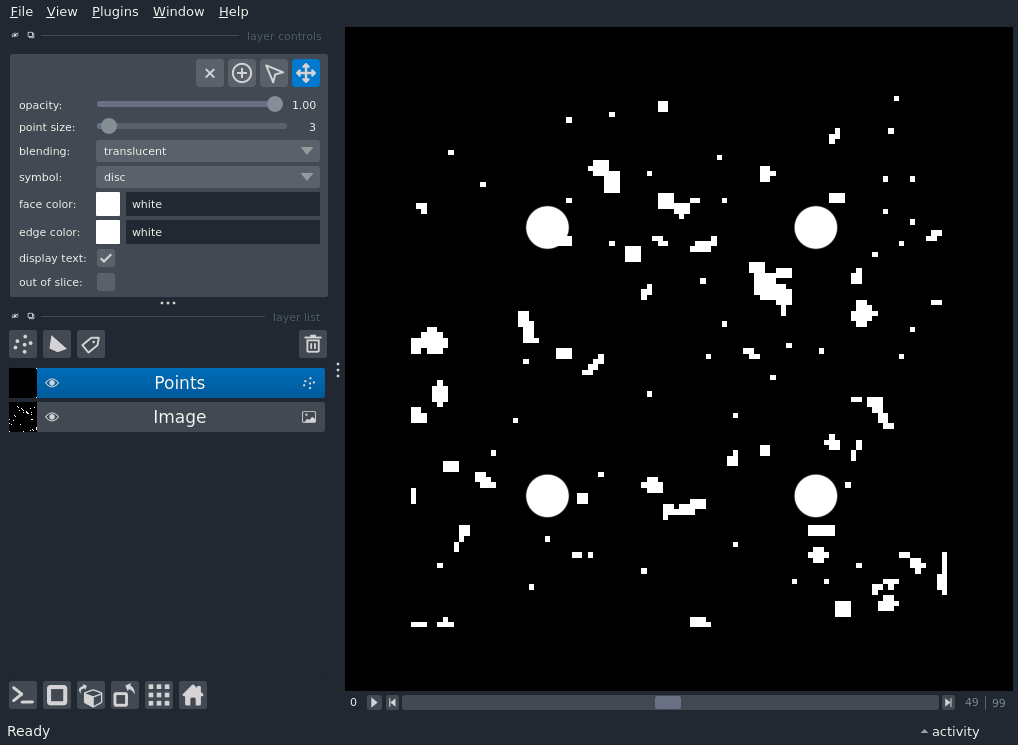 File View Plugins Window Help
layer controls
opacity: 1.00
point size: 3
blending: translucent
symbol: disc
face color: white
edge color: white
display text:
out of slice:
layer list
Points
Image
0 49 99
Ready activity